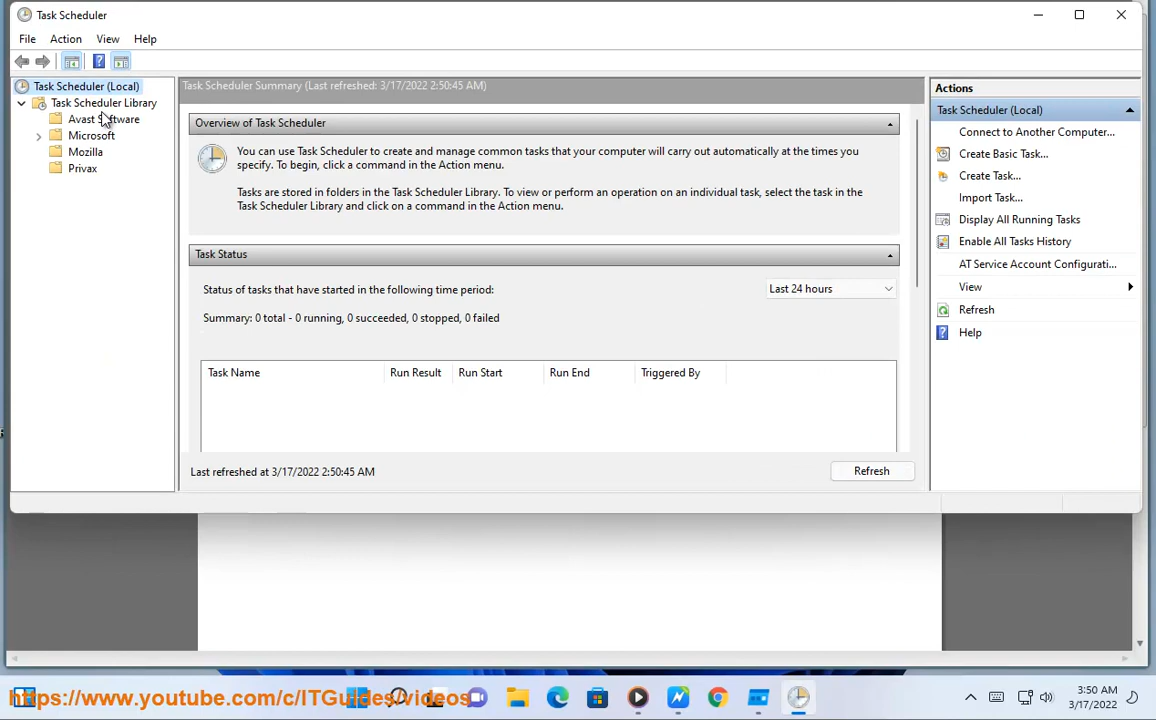 Task Scheduler
File Action View Help
Task Scheduler (Local)
Task Scheduler Library
Avast Software
Microsoft
Mozilla
Privax
Task Scheduler Summary (Last refreshed: 3/17/2022 2:50:45 AM)
Overview of Task Scheduler
You can use Task Scheduler to create and manage common tasks that your computer will carry out automatically at the times you
specify. To begin, click a command in the Action menu.
Tasks are stored in folders in the Task Scheduler Library. To view or perform an operation on an individual task, select the task in the
Task Scheduler Library and click on a command in the Action menu.
Task Status
Status of tasks that have started in the following time period:
Last 24 hours
Summary: 0 total - 0 running, 0 succeeded, 0 stopped, 0 failed
Task Name Run Result Run Start Run End Triggered By
Last refreshed at 3/17/2022 2:50:45 AM
Refresh
Actions
Task Scheduler (Local)
Connect to Another Computer...
Create Basic Task...
Create Task...
Import Task...
Display All Running Tasks
Enable All Tasks History
AT Service Account Configurati...
View
Refresh
Help
https://www.youtube.com/c/ITGuides/videos
3:50 AM
3/17/2022